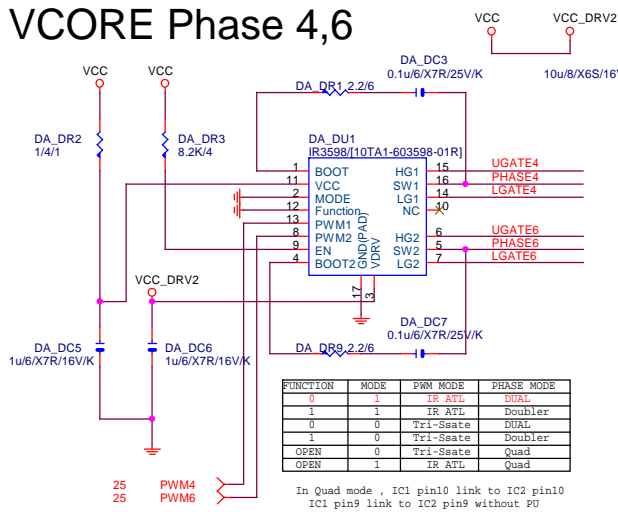 VCORE Phase 4,6
VCC VCC_DRV2
DA_DC3
0.1u/6/X7R/25V/K
10u/8/X6S/16
VCC VCC
DA_DR1 2.2/6
DA_DR2
1/4/1
DA_DR3
8.2K/4
DA_DU1
IR3598/[10TA1-603598-01R]
1 BOOT HG1 15 UGATE4
11 VCC SW1 16 PHASE4
2 MODE LG1 14 LGATE4
12 Function NC 10
13 PWM1
8 PWM2 HG2 6 UGATE6
9 EN SW2 5 PHASE6
4 BOOT2 LG2 7 LGATE6
GND(PAD) VDRV
17 3
VCC_DRV2
DA_DC7
0.1u/6/X7R/25V/K
DA_DR9 2.2/6
DA_DC5
1u/6/X7R/16V/K
DA_DC6
1u/6/X7R/16V/K
FUNCTION MODE PWM MODE PHASE MODE
0 1 IR ATL DUAL
1 1 IR ATL Doubler
0 0 Tri-Ssate DUAL
1 0 Tri-Ssate Doubler
OPEN 0 Tri-Ssate Quad
OPEN 1 IR ATL Quad
25 PWM4
25 PWM6
In Quad mode , IC1 pin10 link to IC2 pin10
IC1 pin9 link to IC2 pin9 without PU